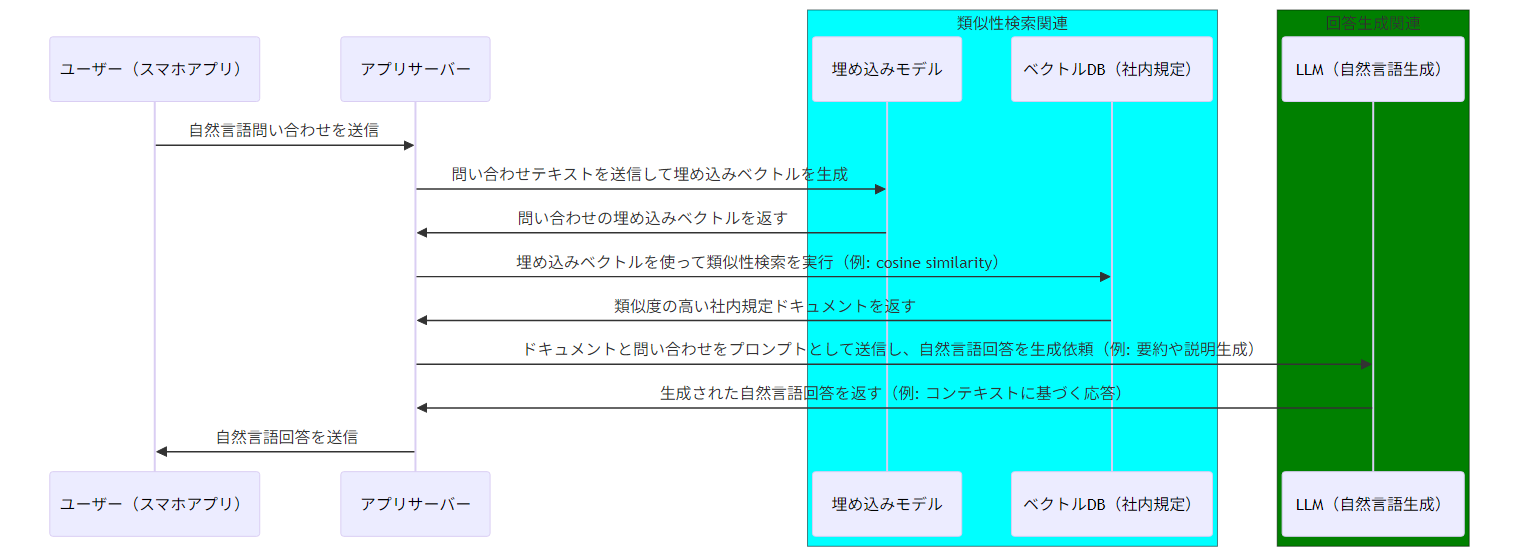 類似性検索関連
回答生成関連
ユーザー（スマホアプリ）
アプリサーバー
埋め込みモデル
ベクトルDB（社内規定）
LLM（自然言語生成）
自然言語問い合わせを送信
問い合わせテキストを送信して埋め込みベクトルを生成
問い合わせの埋め込みベクトルを返す
埋め込みベクトルを使って類似性検索を実行（例: cosine similarity）
類似度の高い社内規定ドキュメントを返す
ドキュメントと問い合わせをプロンプトとして送信し、自然言語回答を生成依頼（例: 要約や説明生成）
生成された自然言語回答を返す（例: コンテキストに基づく応答）
自然言語回答を送信
ユーザー（スマホアプリ）
アプリサーバー
埋め込みモデル
ベクトルDB（社内規定）
LLM（自然言語生成）